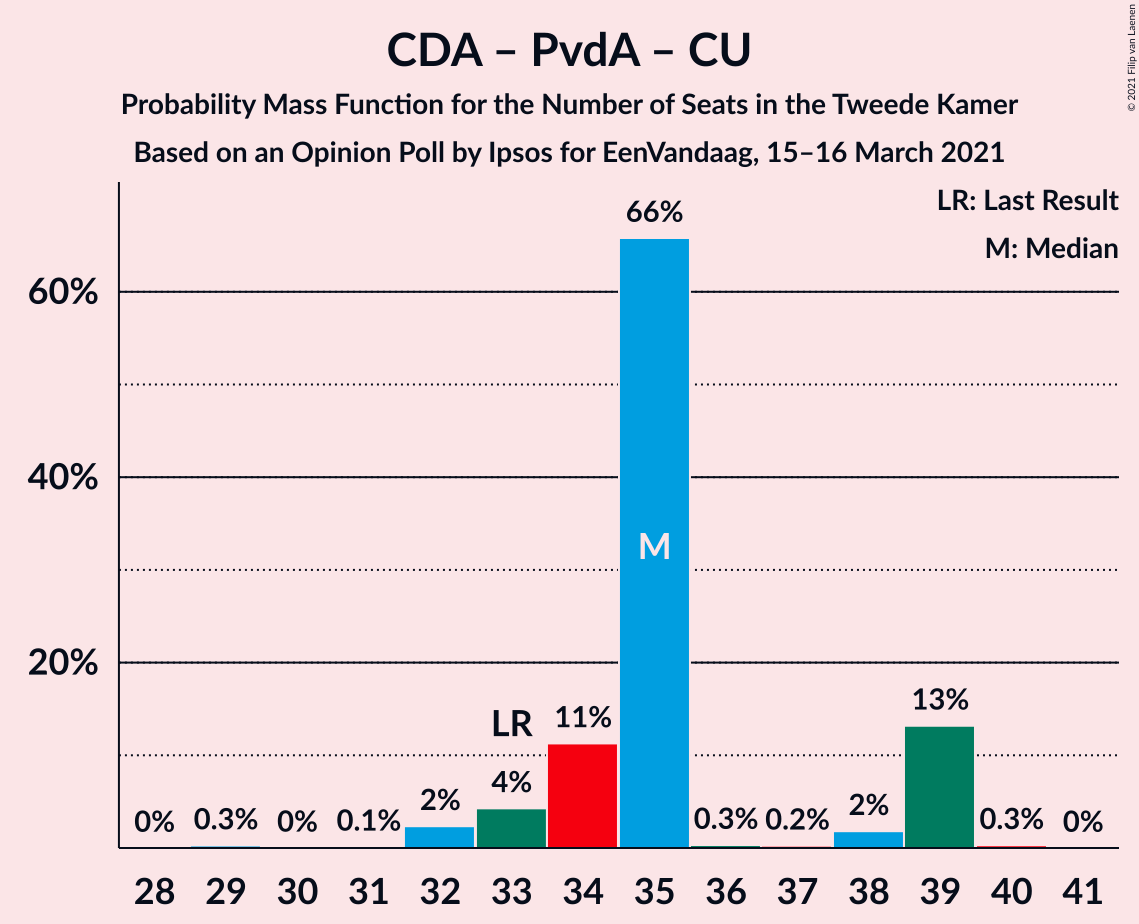 CDA – PvdA – CU
Probability Mass Function for the Number of Seats in the Tweede Kamer
Based on an Opinion Poll by Ipsos for EenVandaag, 15–16 March 2021
© 2021 Filip van Laenen
LR: Last Result
M: Median
60%
40%
20%
0%
0.3%
0%
0.1%
2%
4%
LR
11%
66%
M
0.3%
0.2%
2%
13%
0.3%
0%
28 29 30 31 32 33 34 35 36 37 38 39 40 41